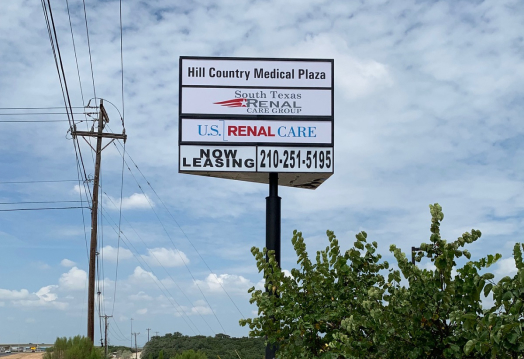 Hill Country Medical Plaza
South Texas
RENAL
CARE GROUP
U.S. RENAL CARE
NOW LEASING 210-251-5195